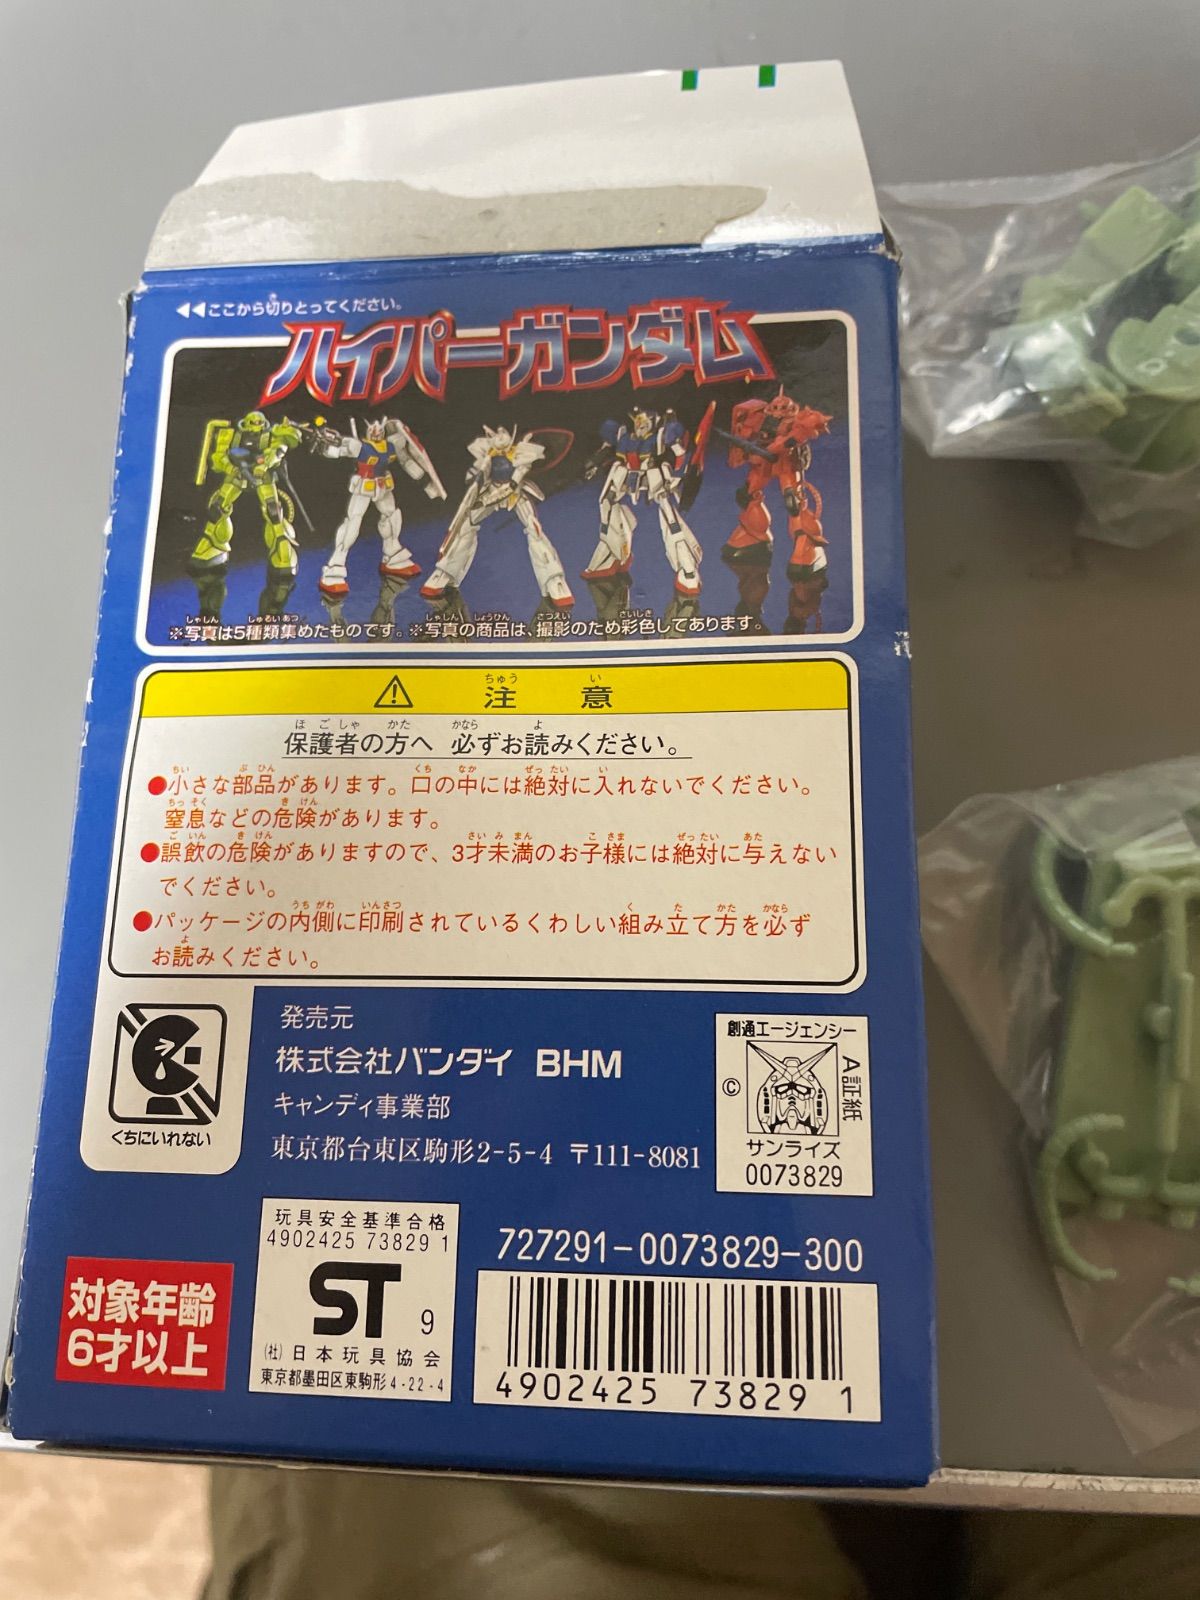 ◀◀ここから切りとってください。
ハイパーガンダム
※写真は5種類集めたものです。※写真の商品は、撮影のため彩色してあります。
⚠ 注意
保護者の方へ 必ずお読みください。
●小さな部品があります。口の中には絶対に入れないでください。
窒息などの危険があります。
●誤飲の危険がありますので、3才未満のお子様には絶対に与えない
でください。
●パッケージの内側に印刷されているくわしい組み立て方を必ず
お読みください。
くちにいれない
発売元
株式会社バンダイ BHM
キャンディ事業部
東京都台東区駒形2-5-4 〒111-8081
創通エージェンシー
A証紙
©
サンライズ
0073829
対象年齢
6才以上
玩具安全基準合格
4902425 73829 1
ST 9
(社)日本玩具協会
東京都墨田区東駒形4-22-4
727291-0073829-300
4902425 73829 1